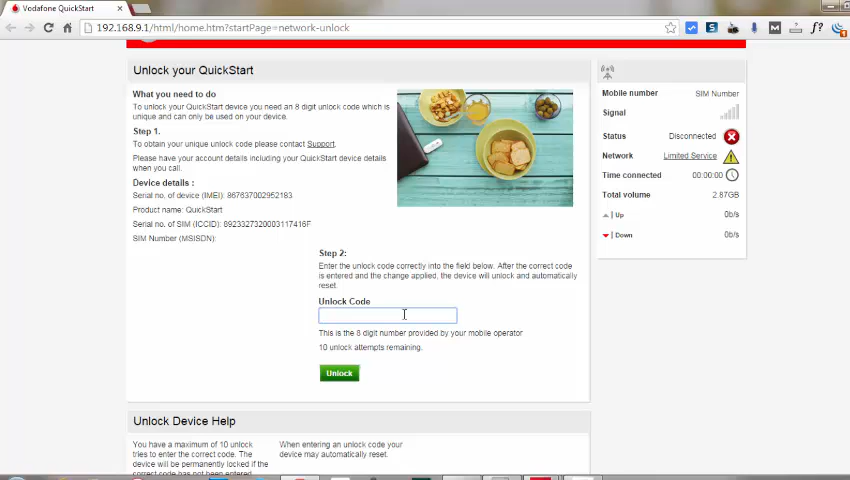 Vodafone QuickStart
192.168.9.1/html/home.htm?startPage=network-unlock
Unlock your QuickStart
What you need to do
To unlock your QuickStart device you need an 8 digit unlock code which is
unique and can only be used on your device.
Step 1.
To obtain your unique unlock code please contact Support.
Please have your account details including your QuickStart device details
when you call.
Device details :
Serial no. of device (IMEI): 867637002952183
Product name: QuickStart
Serial no. of SIM (ICCID): 8923327320003117416F
SIM Number (MSISDN):
Step 2:
Enter the unlock code correctly into the field below. After the correct code
is entered and the change applied, the device will unlock and automatically
reset.
Unlock Code
This is the 8 digit number provided by your mobile operator
10 unlock attempts remaining.
Unlock
Mobile number SIM Number
Signal
Status Disconnected
Network Limited Service
Time connected 00:00:00
Total volume 2.87GB
Up 0b/s
Down 0b/s
Unlock Device Help
You have a maximum of 10 unlock
tries to enter the correct code. The
device will be permanently locked if the
correct code has not been entered
When entering an unlock code your
device may automatically reset.